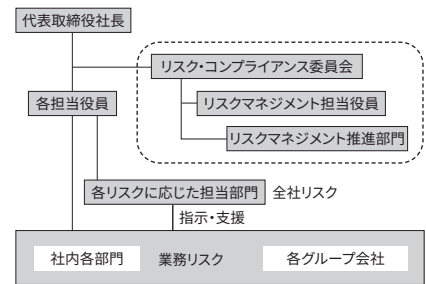 代表取締役社長
リスク・コンプライアンス委員会
各担当役員
リスクマネジメント担当役員
リスクマネジメント推進部門
各リスクに応じた担当部門 全社リスク
指示・支援
社内各部門 業務リスク 各グループ会社